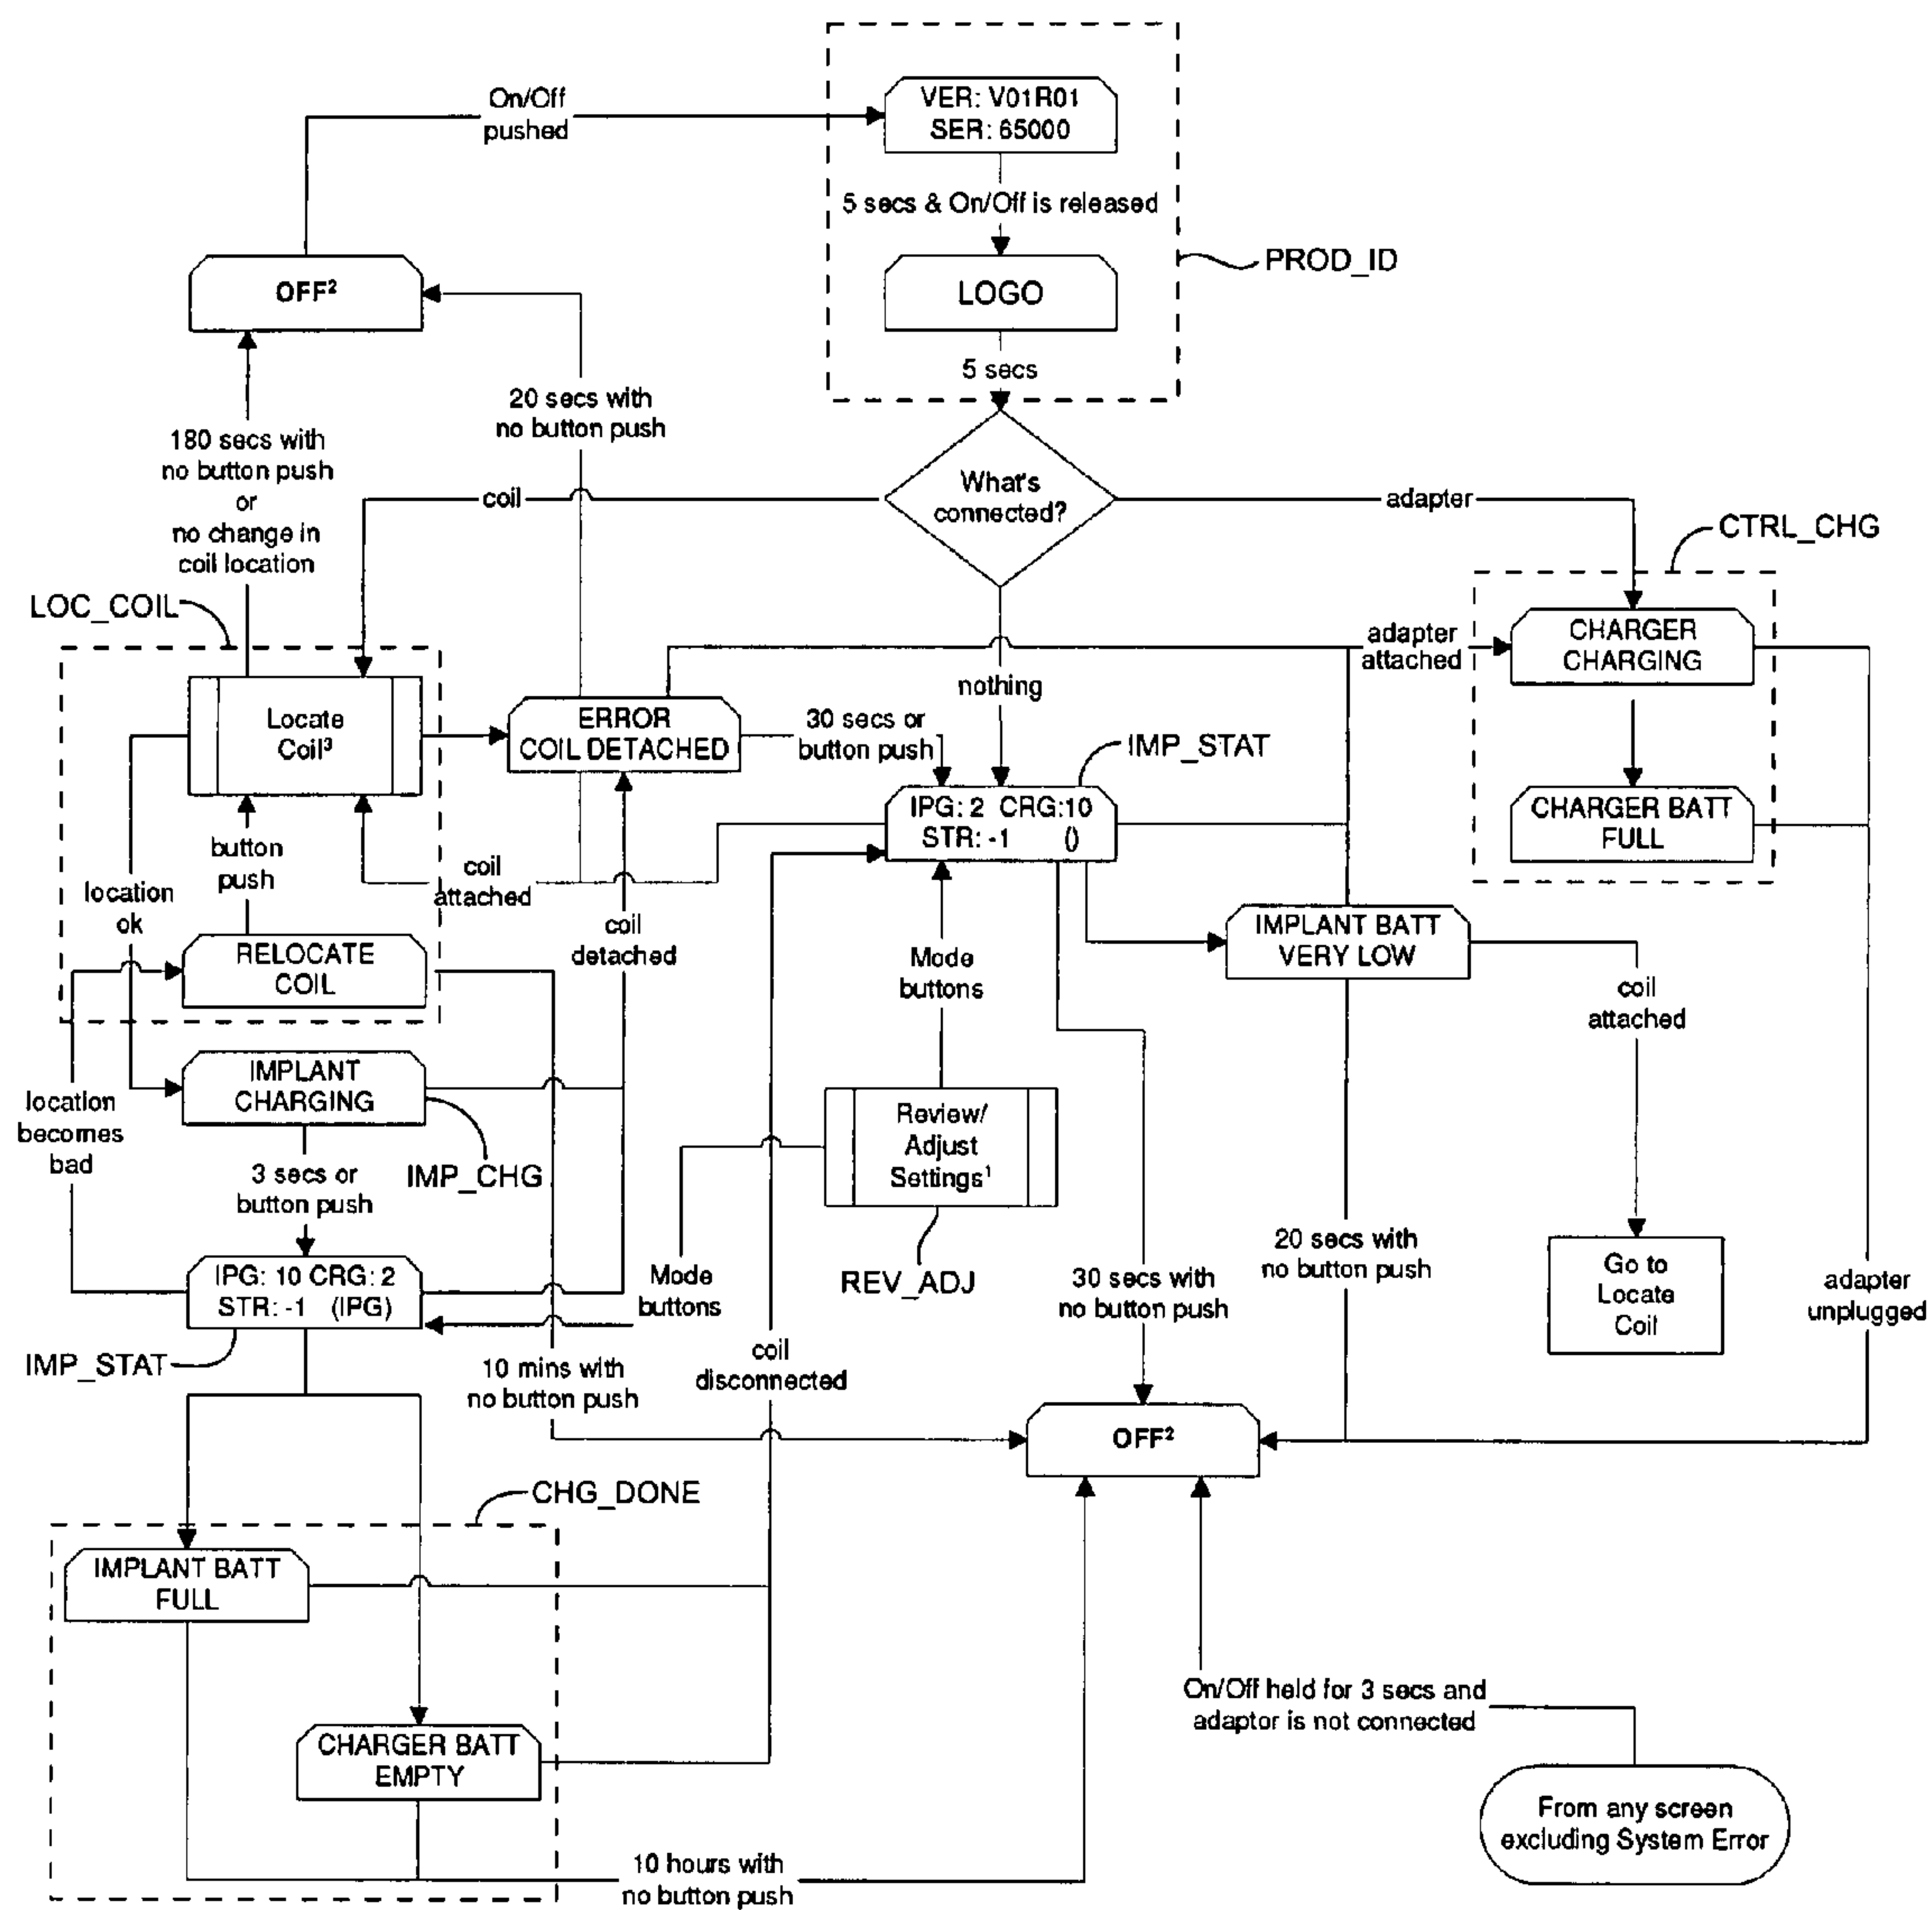 On/Off
pushed
VER: V01R01
SER: 65000
5 secs & On/Off is released
PROD_ID
OFF²
LOGO
5 secs
20 secs with
no button push
180 secs with
no button push
or
no change in
coil location
What's
connected?
coil
adapter
CTRL_CHG
LOC_COIL
CHARGER
CHARGING
adapter
attached
nothing
Locate
Coil³
ERROR
COIL DETACHED
30 secs or
button push
IMP_STAT
IPG: 2 CRG:10
STR: -1 ()
CHARGER BATT
FULL
button
push
coil
attached
location
ok
coil
detached
RELOCATE
COIL
Mode
buttons
IMPLANT BATT
VERY LOW
coil
attached
IMPLANT
CHARGING
location
becomes
bad
IMP_CHG
3 secs or
button push
Review/
Adjust
Settings¹
REV_ADJ
IPG: 10 CRG: 2
STR: -1 (IPG)
Mode
buttons
30 secs with
no button push
20 secs with
no button push
Go to
Locate
Coil
adapter
unplugged
IMP_STAT
10 mins with
no button push
coil
disconnected
OFF²
CHG_DONE
IMPLANT BATT
FULL
On/Off held for 3 secs and
adaptor is not connected
CHARGER BATT
EMPTY
From any screen
excluding System Error
10 hours with
no button push